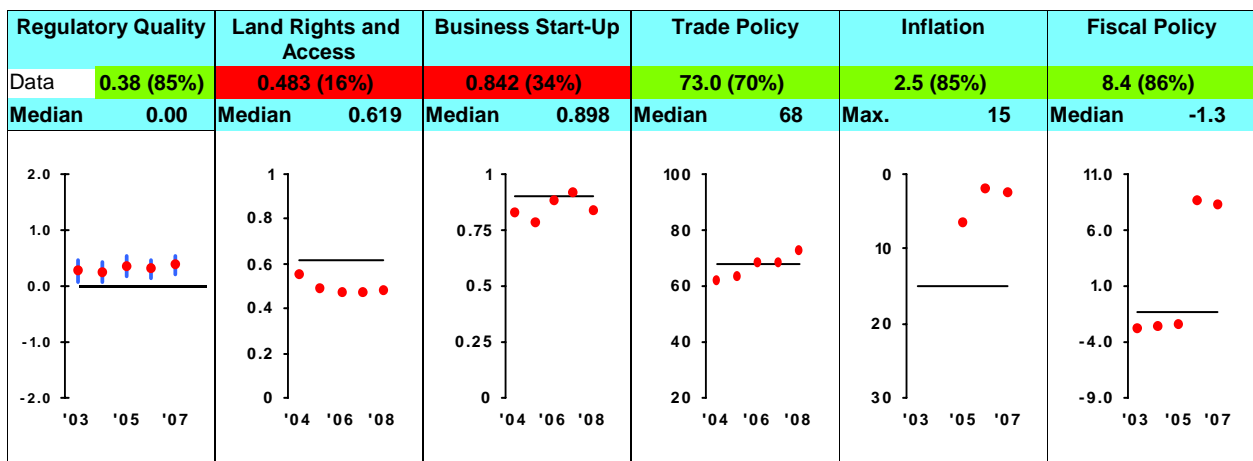 Regulatory Quality
Data 0.38 (85%)
Median 0.00
2.0
1.0
0.0
-1.0
-2.0
'03 '05 '07
Land Rights and
Access
0.483 (16%)
Median 0.619
1
0.8
0.6
0.4
0.2
0
'04 '06 '08
Business Start-Up
0.842 (34%)
Median 0.898
1
0.75
0.5
0.25
0
'04 '06 '08
Trade Policy
73.0 (70%)
Median 68
100
80
60
40
20
'04 '06 '08
Inflation
2.5 (85%)
Max. 15
0
10
20
30
'03 '05 '07
Fiscal Policy
8.4 (86%)
Median -1.3
11.0
6.0
1.0
-4.0
-9.0
'03 '05 '07